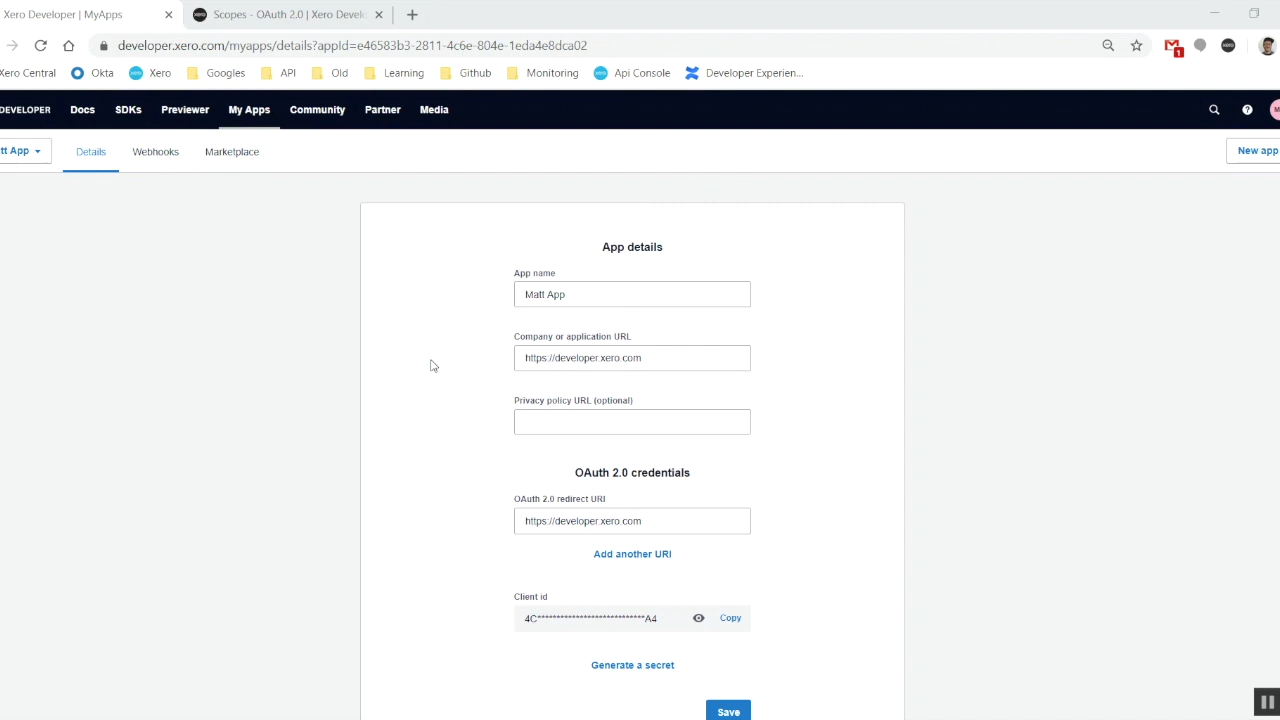 Xero Developer | MyApps
Scopes - OAuth 2.0 | Xero Devel
developer.xero.com/myapps/details?appId=e46583b3-2811-4c6e-804e-1eda4e8dca02
1
xero
Xero Central
Okta
Xero
Googles
API
Old
Learning
Github
Monitoring
Api Console
Developer Experien...
DEVELOPER
Docs
SDKs
Previewer
My Apps
Community
Partner
Media
tt App
Details
Webhooks
Marketplace
New app
App details
App name
Matt App
Company or application URL
https://developer.xero.com
Privacy policy URL (optional)
OAuth 2.0 credentials
OAuth 2.0 redirect URI
https://developer.xero.com
Add another URI
Client id
4C****************************A4
Copy
Generate a secret
Save